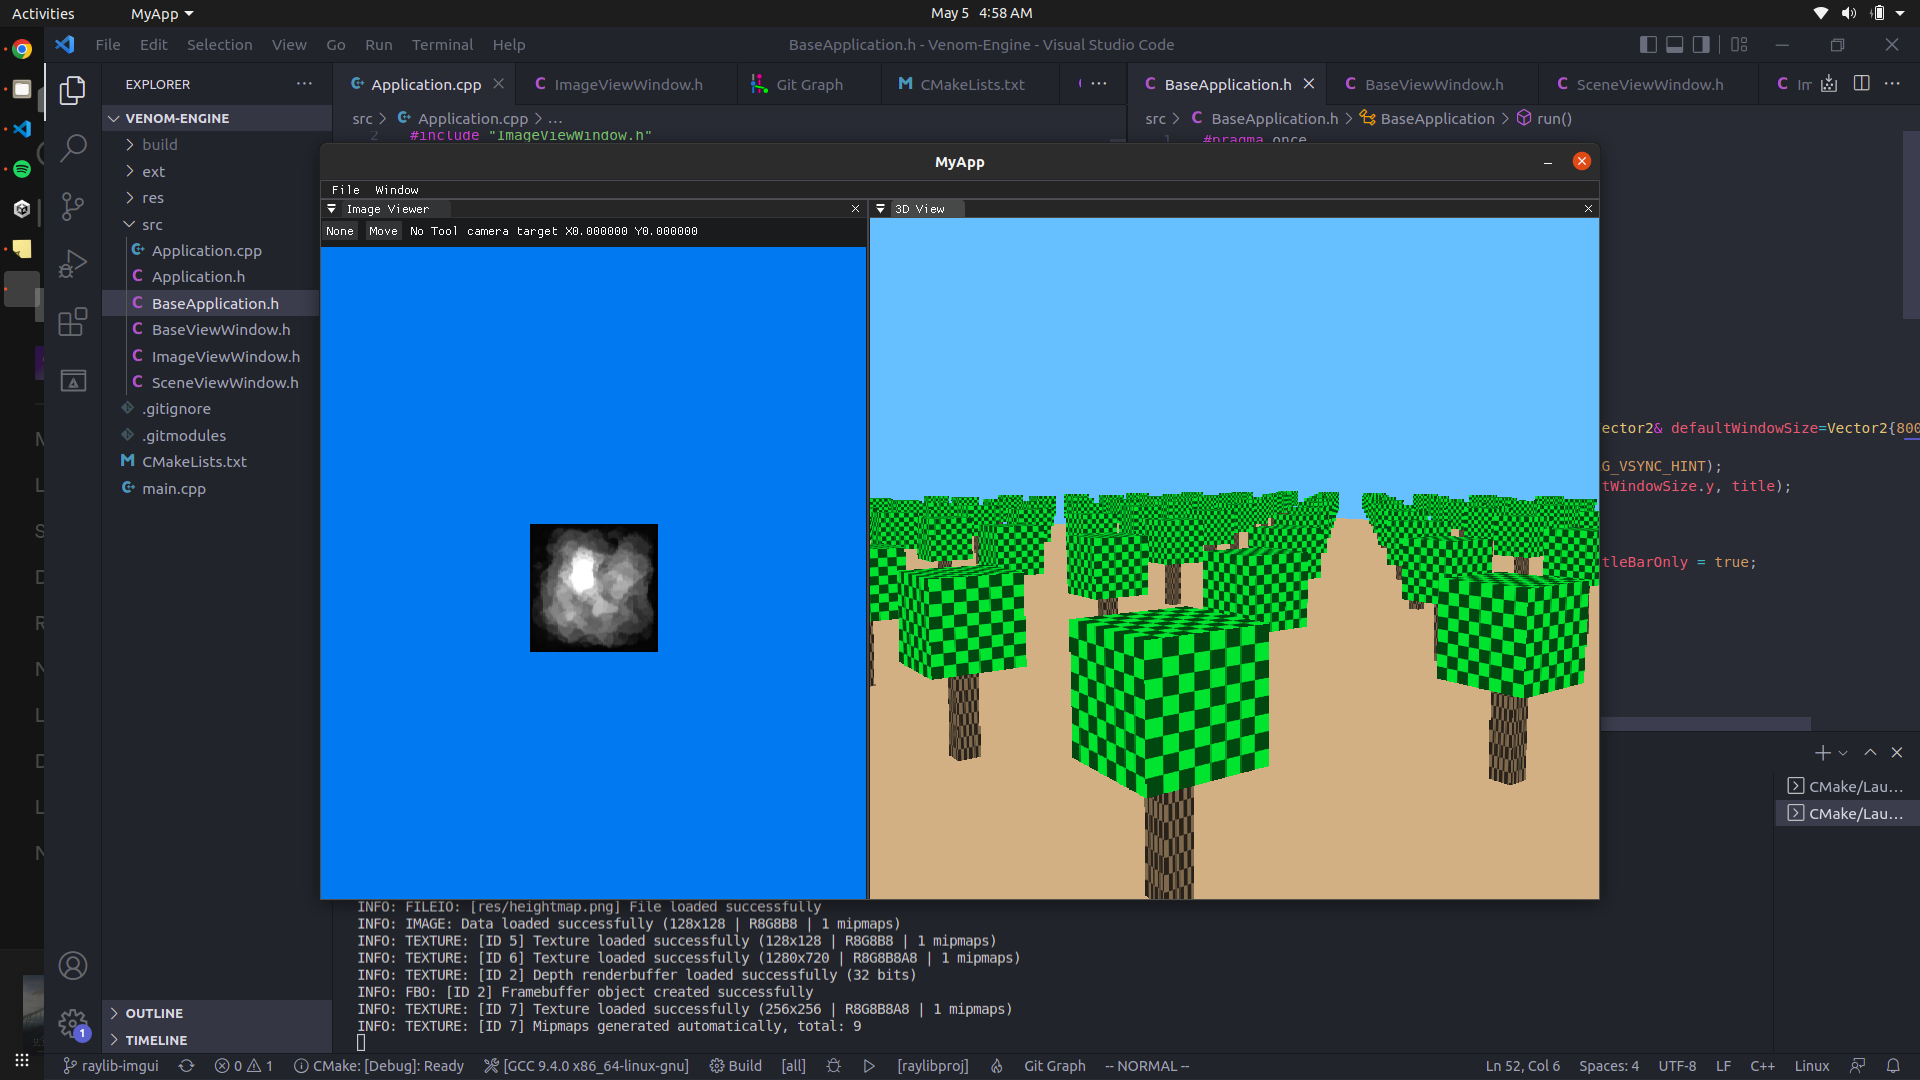 Activities
MyApp
May 5 4:58 AM
File Edit Selection View Go Run Terminal Help
BaseApplication.h - Venom-Engine - Visual Studio Code
EXPLORER
Application.cpp
ImageViewWindow.h
Git Graph
CMakeLists.txt
BaseApplication.h
BaseViewWindow.h
SceneViewWindow.h
VENOM-ENGINE
build
ext
res
src
Application.cpp
Application.h
BaseApplication.h
BaseViewWindow.h
ImageViewWindow.h
SceneViewWindow.h
.gitignore
.gitmodules
CMakeLists.txt
main.cpp
OUTLINE
TIMELINE
src > Application.cpp > ...
2 #include "ImageViewWindow.h"
src > BaseApplication.h > BaseApplication > run()
1 #pragma once
ector2& defaultWindowSize=Vector2{800
G_VSYNC_HINT);
tWindowSize.y, title);
tleBarOnly = true;
MyApp
File Window
Image Viewer
None Move No Tool camera target X0.000000 Y0.000000
3D View
CMake/Lau...
CMake/Lau...
INFO: FILEIO: [res/heightmap.png] File loaded successfully
INFO: IMAGE: Data loaded successfully (128x128 | R8G8B8 | 1 mipmaps)
INFO: TEXTURE: [ID 5] Texture loaded successfully (128x128 | R8G8B8 | 1 mipmaps)
INFO: TEXTURE: [ID 6] Texture loaded successfully (1280x720 | R8G8B8A8 | 1 mipmaps)
INFO: TEXTURE: [ID 2] Depth renderbuffer loaded successfully (32 bits)
INFO: FBO: [ID 2] Framebuffer object created successfully
INFO: TEXTURE: [ID 7] Texture loaded successfully (256x256 | R8G8B8A8 | 1 mipmaps)
INFO: TEXTURE: [ID 7] Mipmaps generated automatically, total: 9
1
raylib-imgui
0 1
CMake: [Debug]: Ready
[GCC 9.4.0 x86_64-linux-gnu]
Build
[all]
[raylibproj]
Git Graph
-- NORMAL --
Ln 52, Col 6
Spaces: 4
UTF-8
LF
C++
Linux